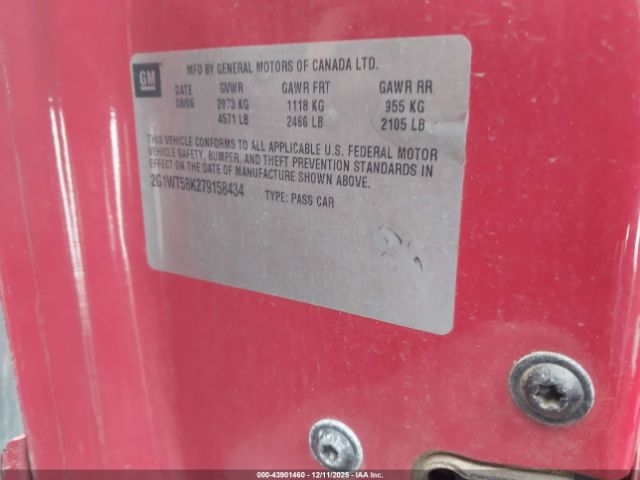 GM
MFD BY GENERAL MOTORS OF CANADA LTD.
DATE GVWR GAWR FRT GAWR RR
08/06 2073 KG 1118 KG 955 KG
4571 LB 2466 LB 2105 LB
THIS VEHICLE CONFORMS TO ALL APPLICABLE U.S. FEDERAL MOTOR
VEHICLE SAFETY, BUMPER, AND THEFT PREVENTION STANDARDS IN
EFFECT ON THE DATE OF MANUFACTURE SHOWN ABOVE.
2G1WT58K279158434 TYPE: PASS CAR
000-43901460 - 12/11/2025 - IAAI.COM